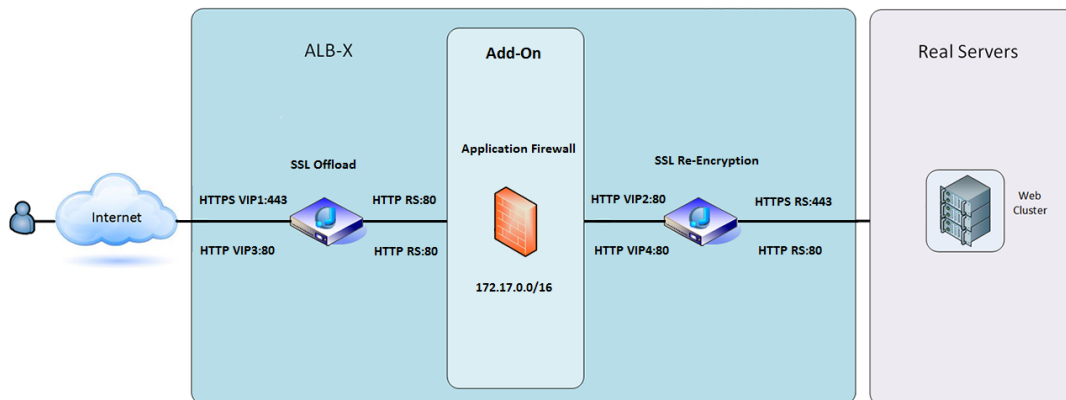 ALB-X
Add-On
Real Servers
Application Firewall
SSL Offload
SSL Re-Encryption
Internet
HTTPS VIP1:443
HTTP RS:80
HTTP VIP2:80
HTTPS RS:443
Web
Cluster
HTTP VIP3:80
HTTP RS:80
HTTP VIP4:80
HTTP RS:80
172.17.0.0/16